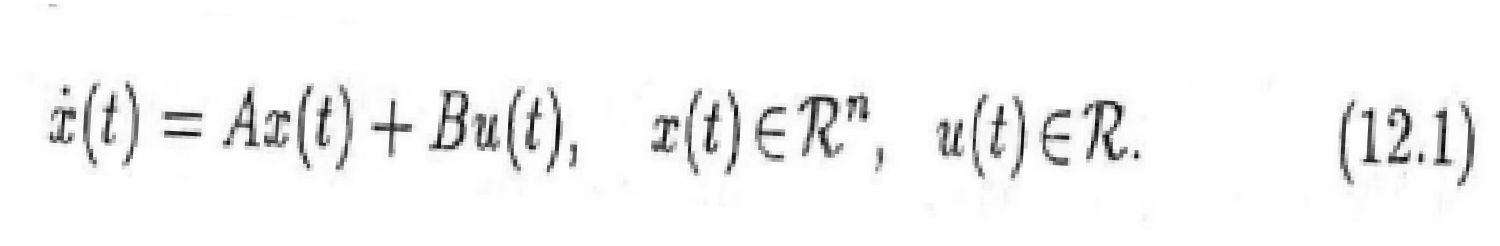 ẋ(t) = Ax(t) + Bu(t), x(t)∈ℛⁿ, u(t)∈ℛ. (12.1)